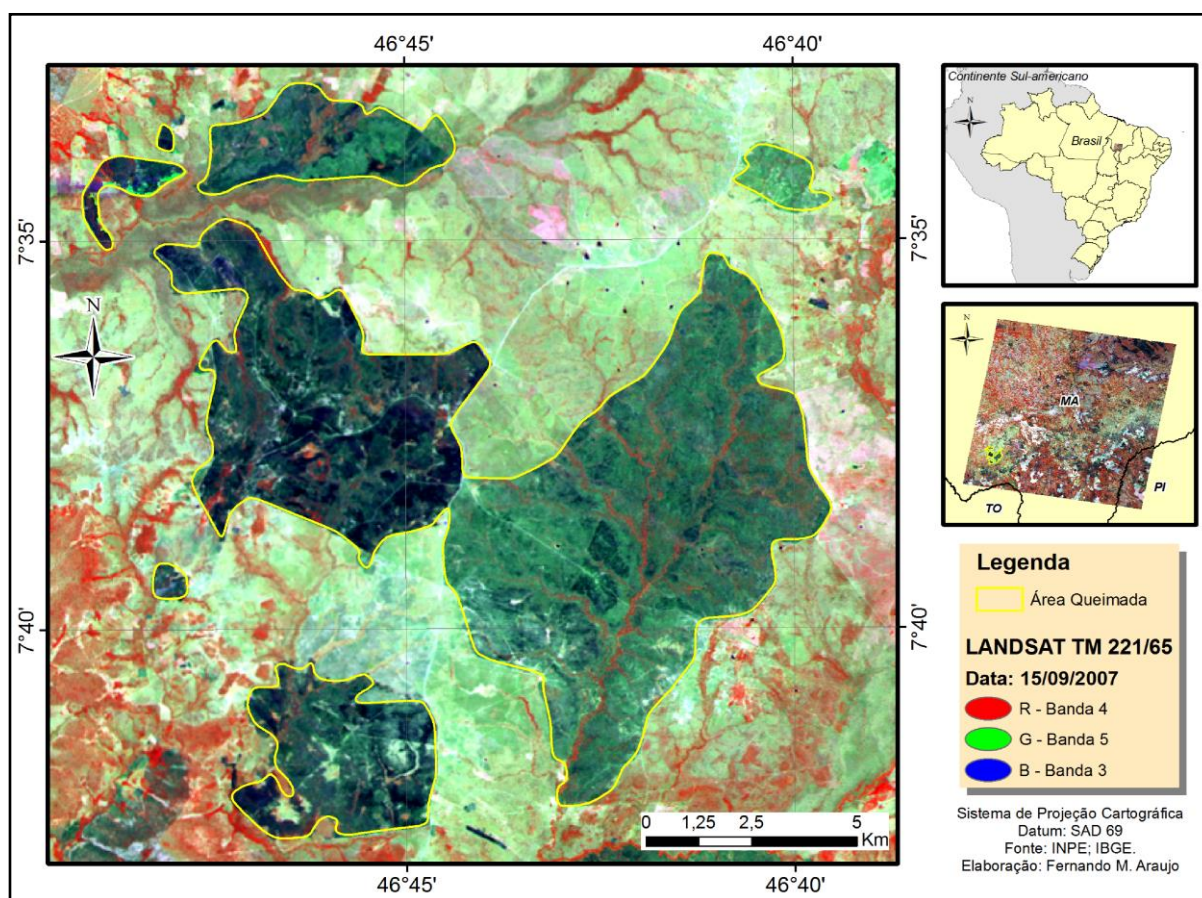 46°45'
46°40'
7°35'
7°35'
N
7°40'
7°40'
0 1,25 2,5 5
Km
46°45'
46°40'
Continente Sul-americano
N
Brasil
N
MA
PI
TO
Legenda
Área Queimada
LANDSAT TM 221/65
Data: 15/09/2007
R - Banda 4
G - Banda 5
B - Banda 3
Sistema de Projeção Cartográfica
Datum: SAD 69
Fonte: INPE; IBGE.
Elaboração: Fernando M. Araujo